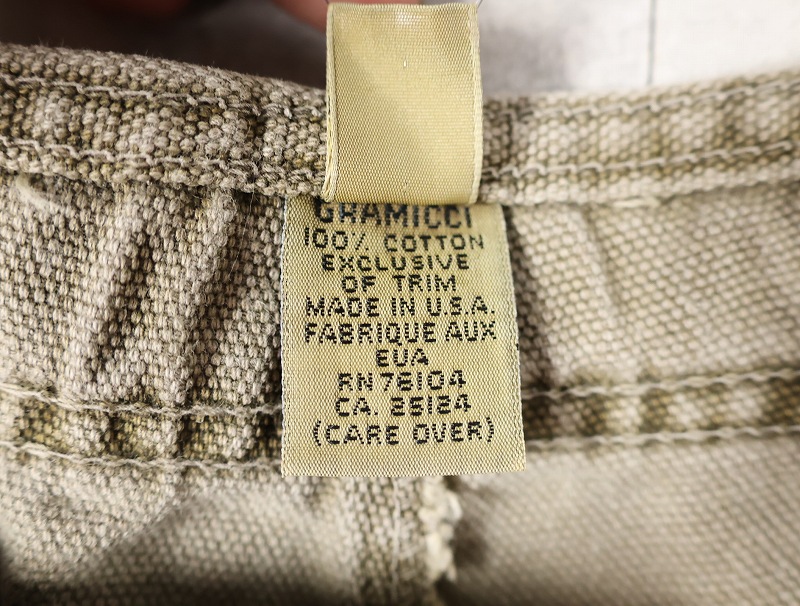 GRAMICCI
100% COTTON
EXCLUSIVE
OF TRIM
MADE IN U.S.A.
FABRIQUE AUX
EUA
RN76104
CA. 25124
(CARE OVER)